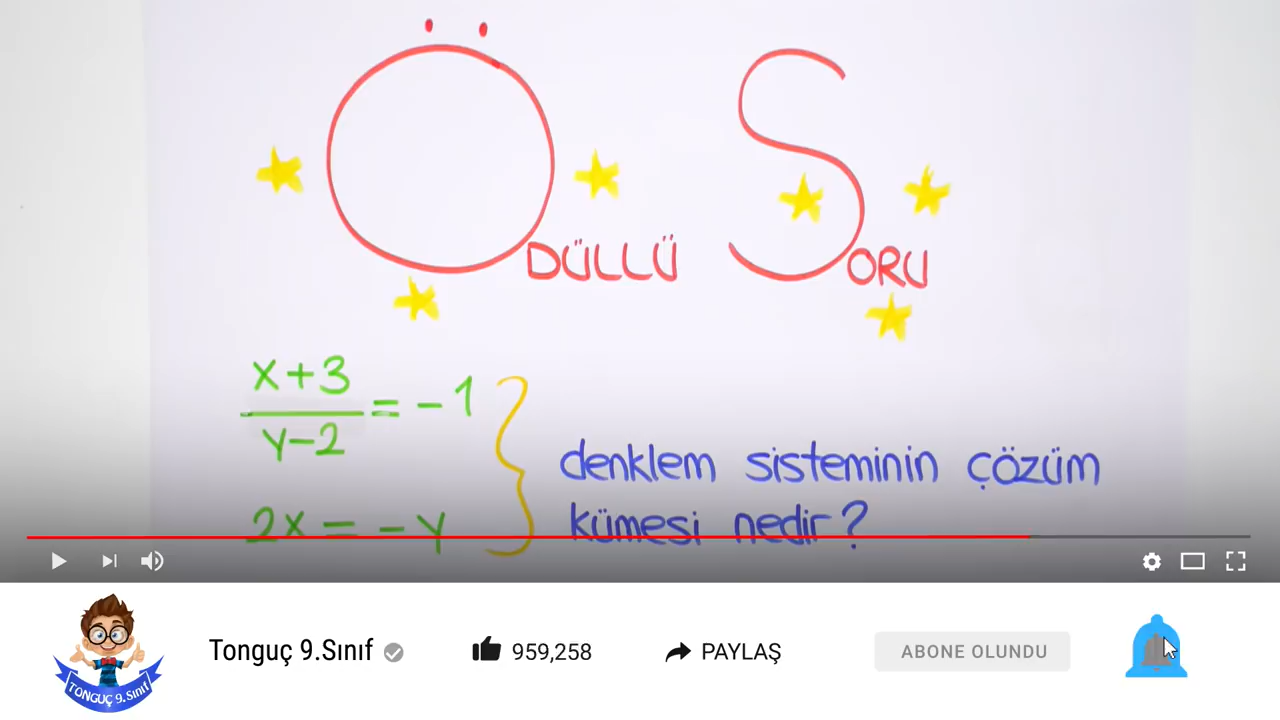 ÖDÜLLÜ SORU
x+3
y-2
= -1
2x = -y
denklem sisteminin çözüm
kümesi nedir?
Tonguç 9.Sınıf
959,258
PAYLAŞ
ABONE OLUNDU
TONGUÇ 9.Sınıf